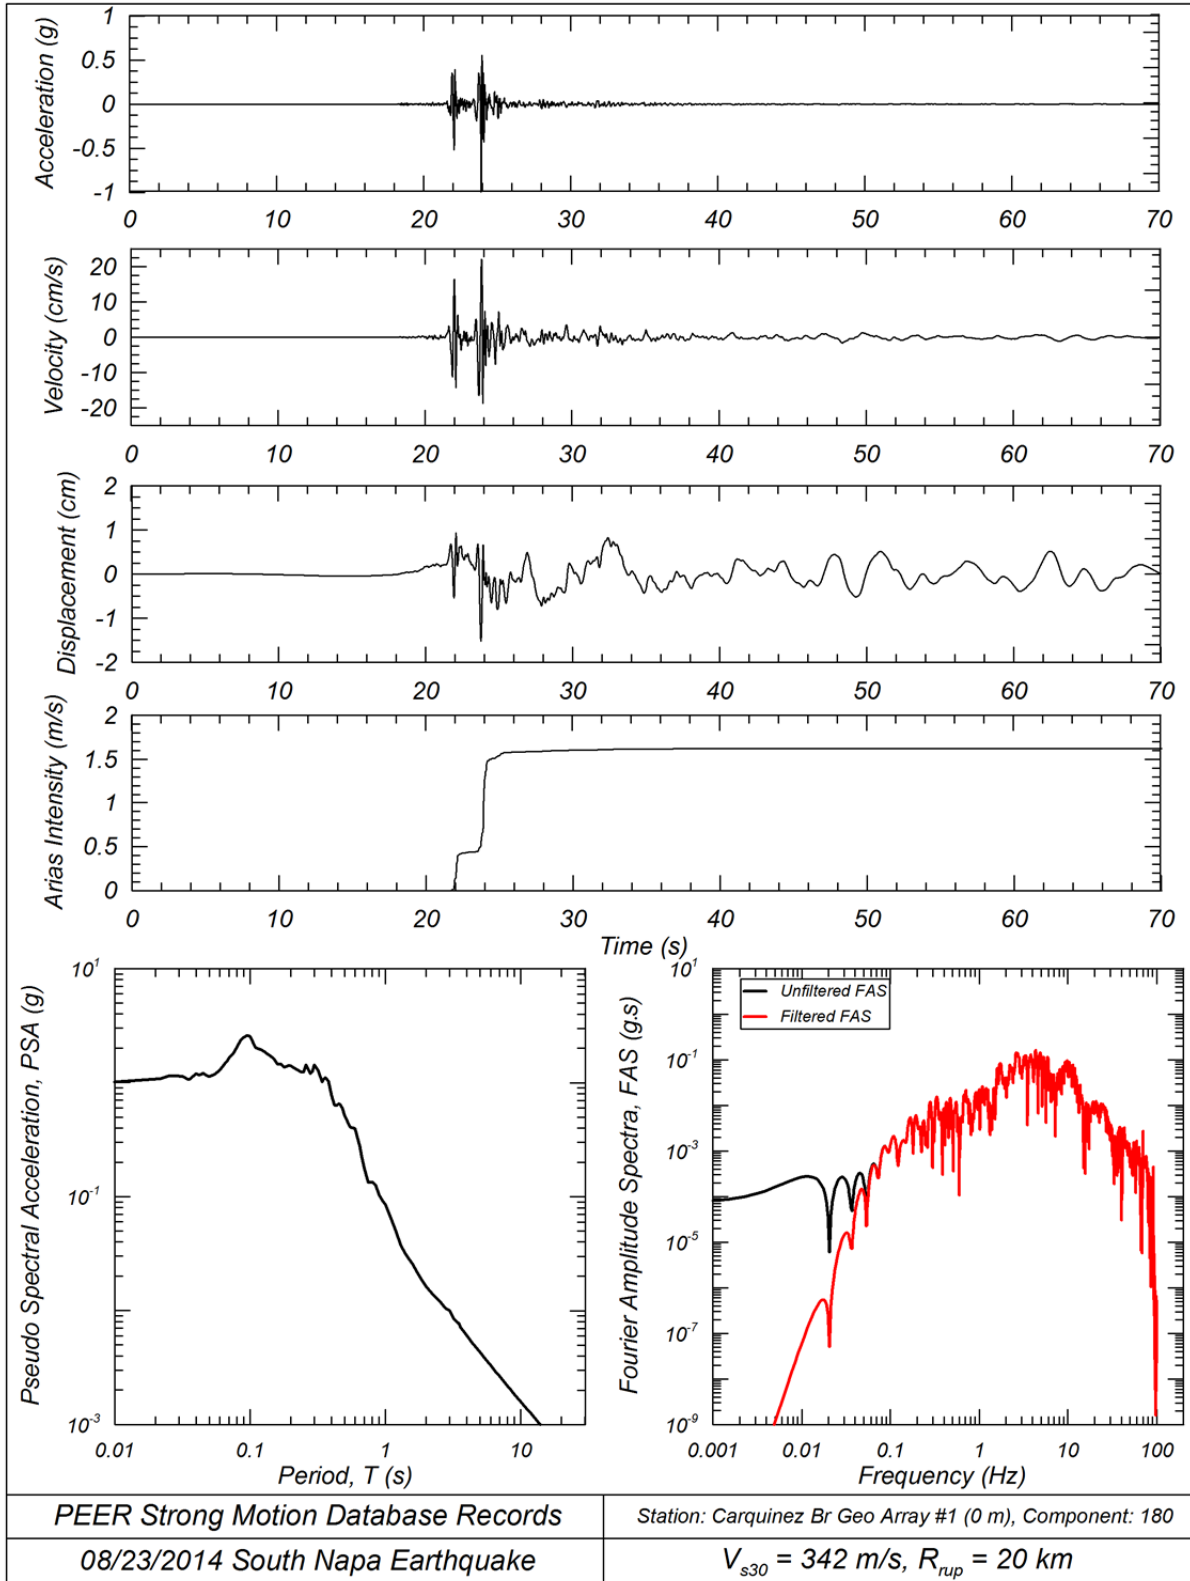 Acceleration (g)
1
0.5
0
-0.5
-1
0 10 20 30 40 50 60 70
Velocity (cm/s)
20
10
0
-10
-20
0 10 20 30 40 50 60 70
Displacement (cm)
2
1
0
-1
-2
0 10 20 30 40 50 60 70
Arias Intensity (m/s)
2
1.5
1
0.5
0
0 10 20 30 40 50 60 70
Time (s)
Pseudo Spectral Acceleration, PSA (g)
10¹
10⁻¹
10⁻³
0.01 0.1 1 10
Period, T (s)
Fourier Amplitude Spectra, FAS (g.s)
10¹
10⁻¹
10⁻³
10⁻⁵
10⁻⁷
10⁻⁹
Unfiltered FAS
Filtered FAS
0.001 0.01 0.1 1 10 100
Frequency (Hz)
PEER Strong Motion Database Records
Station: Carquinez Br Geo Array #1 (0 m), Component: 180
08/23/2014 South Napa Earthquake
Vs30 = 342 m/s, Rrup = 20 km